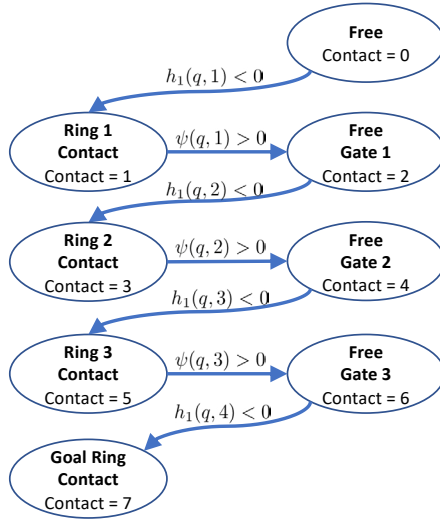 Free
Contact = 0
h₁(q, 1) < 0
Ring 1
Contact
Contact = 1
ψ(q, 1) > 0
Free
Gate 1
Contact = 2
h₁(q, 2) < 0
Ring 2
Contact
Contact = 3
ψ(q, 2) > 0
Free
Gate 2
Contact = 4
h₁(q, 3) < 0
Ring 3
Contact
Contact = 5
ψ(q, 3) > 0
Free
Gate 3
Contact = 6
h₁(q, 4) < 0
Goal Ring
Contact
Contact = 7